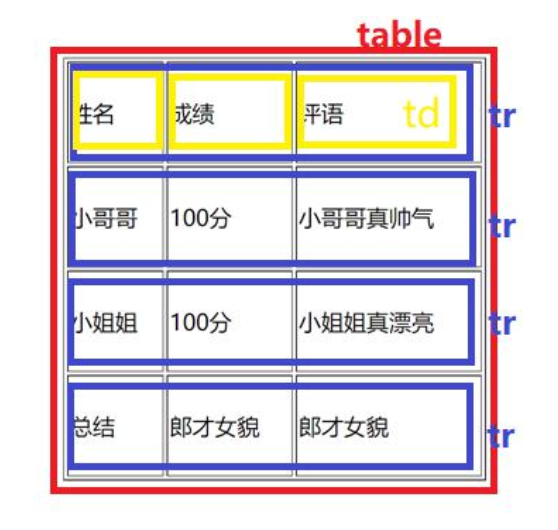 table
姓名 成绩 评语 td tr
小哥哥 100分 小哥哥真帅气 tr
小姐姐 100分 小姐姐真漂亮 tr
总结 郎才女貌 郎才女貌 tr